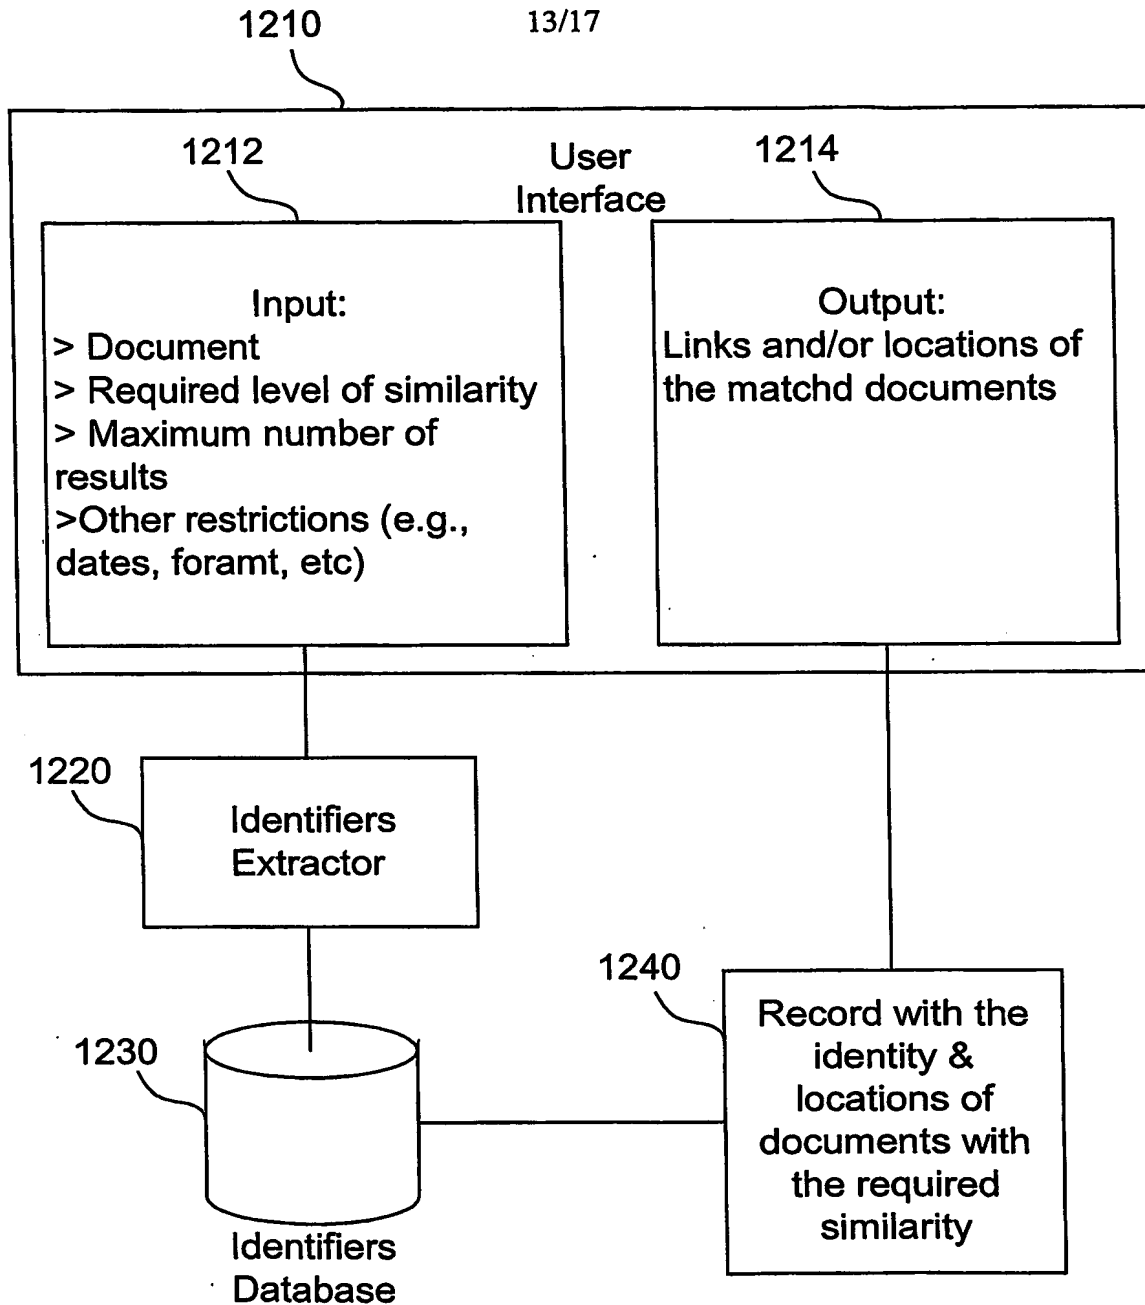 1210
13/17
1212
User
Interface
1214
Input:
> Document
> Required level of similarity
> Maximum number of
results
>Other restrictions (e.g.,
dates, foramt, etc)
Output:
Links and/or locations of
the matchd documents
1220
Identifiers
Extractor
1230
Identifiers
Database
1240
Record with the
identity &
locations of
documents with
the required
similarity